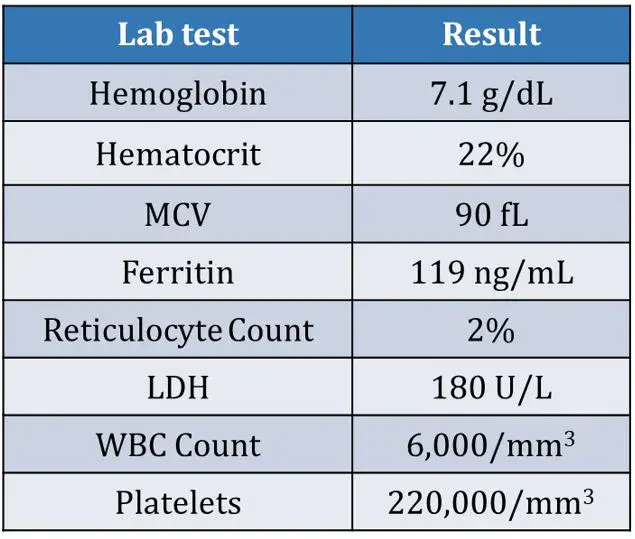 Lab test Result
Hemoglobin 7.1 g/dL
Hematocrit 22%
MCV 90 fL
Ferritin 119 ng/mL
Reticulocyte Count 2%
LDH 180 U/L
WBC Count 6,000/mm³
Platelets 220,000/mm³